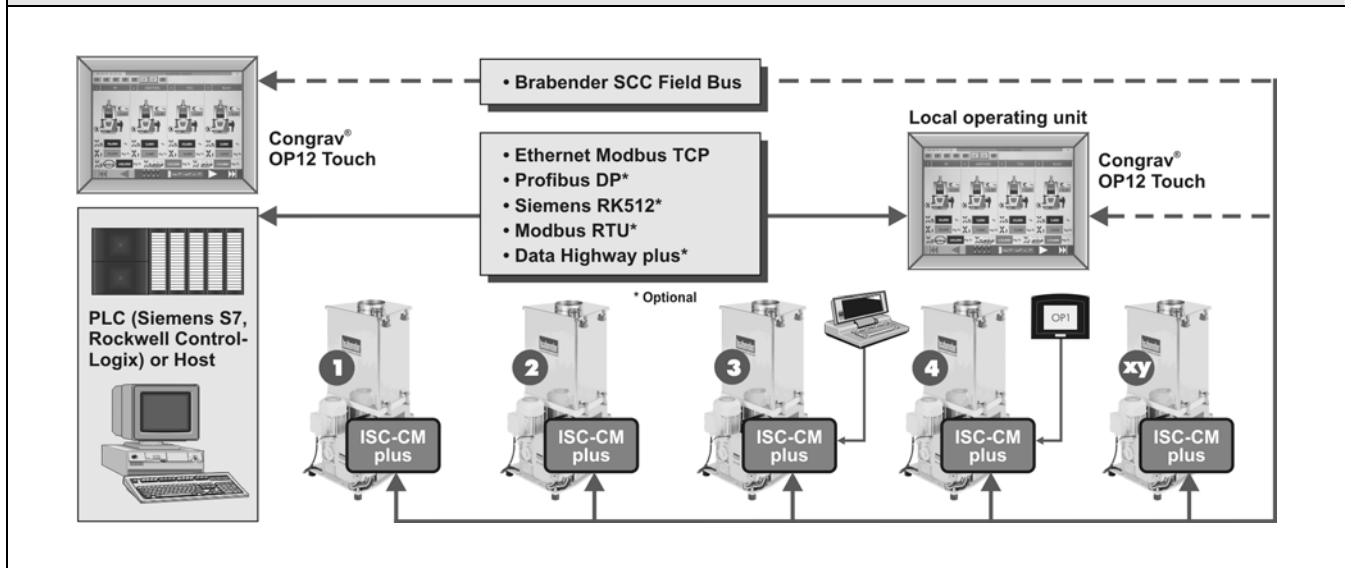 • Brabender SCC Field Bus
Congrav®
OP12 Touch
Local operating unit
• Ethernet Modbus TCP
• Profibus DP*
• Siemens RK512*
• Modbus RTU*
• Data Highway plus*
Congrav®
OP12 Touch
* Optional
PLC (Siemens S7,
Rockwell Control-
Logix) or Host
OP1
1
2
3
4
xy
ISC-CM
plus
ISC-CM
plus
ISC-CM
plus
ISC-CM
plus
ISC-CM
plus